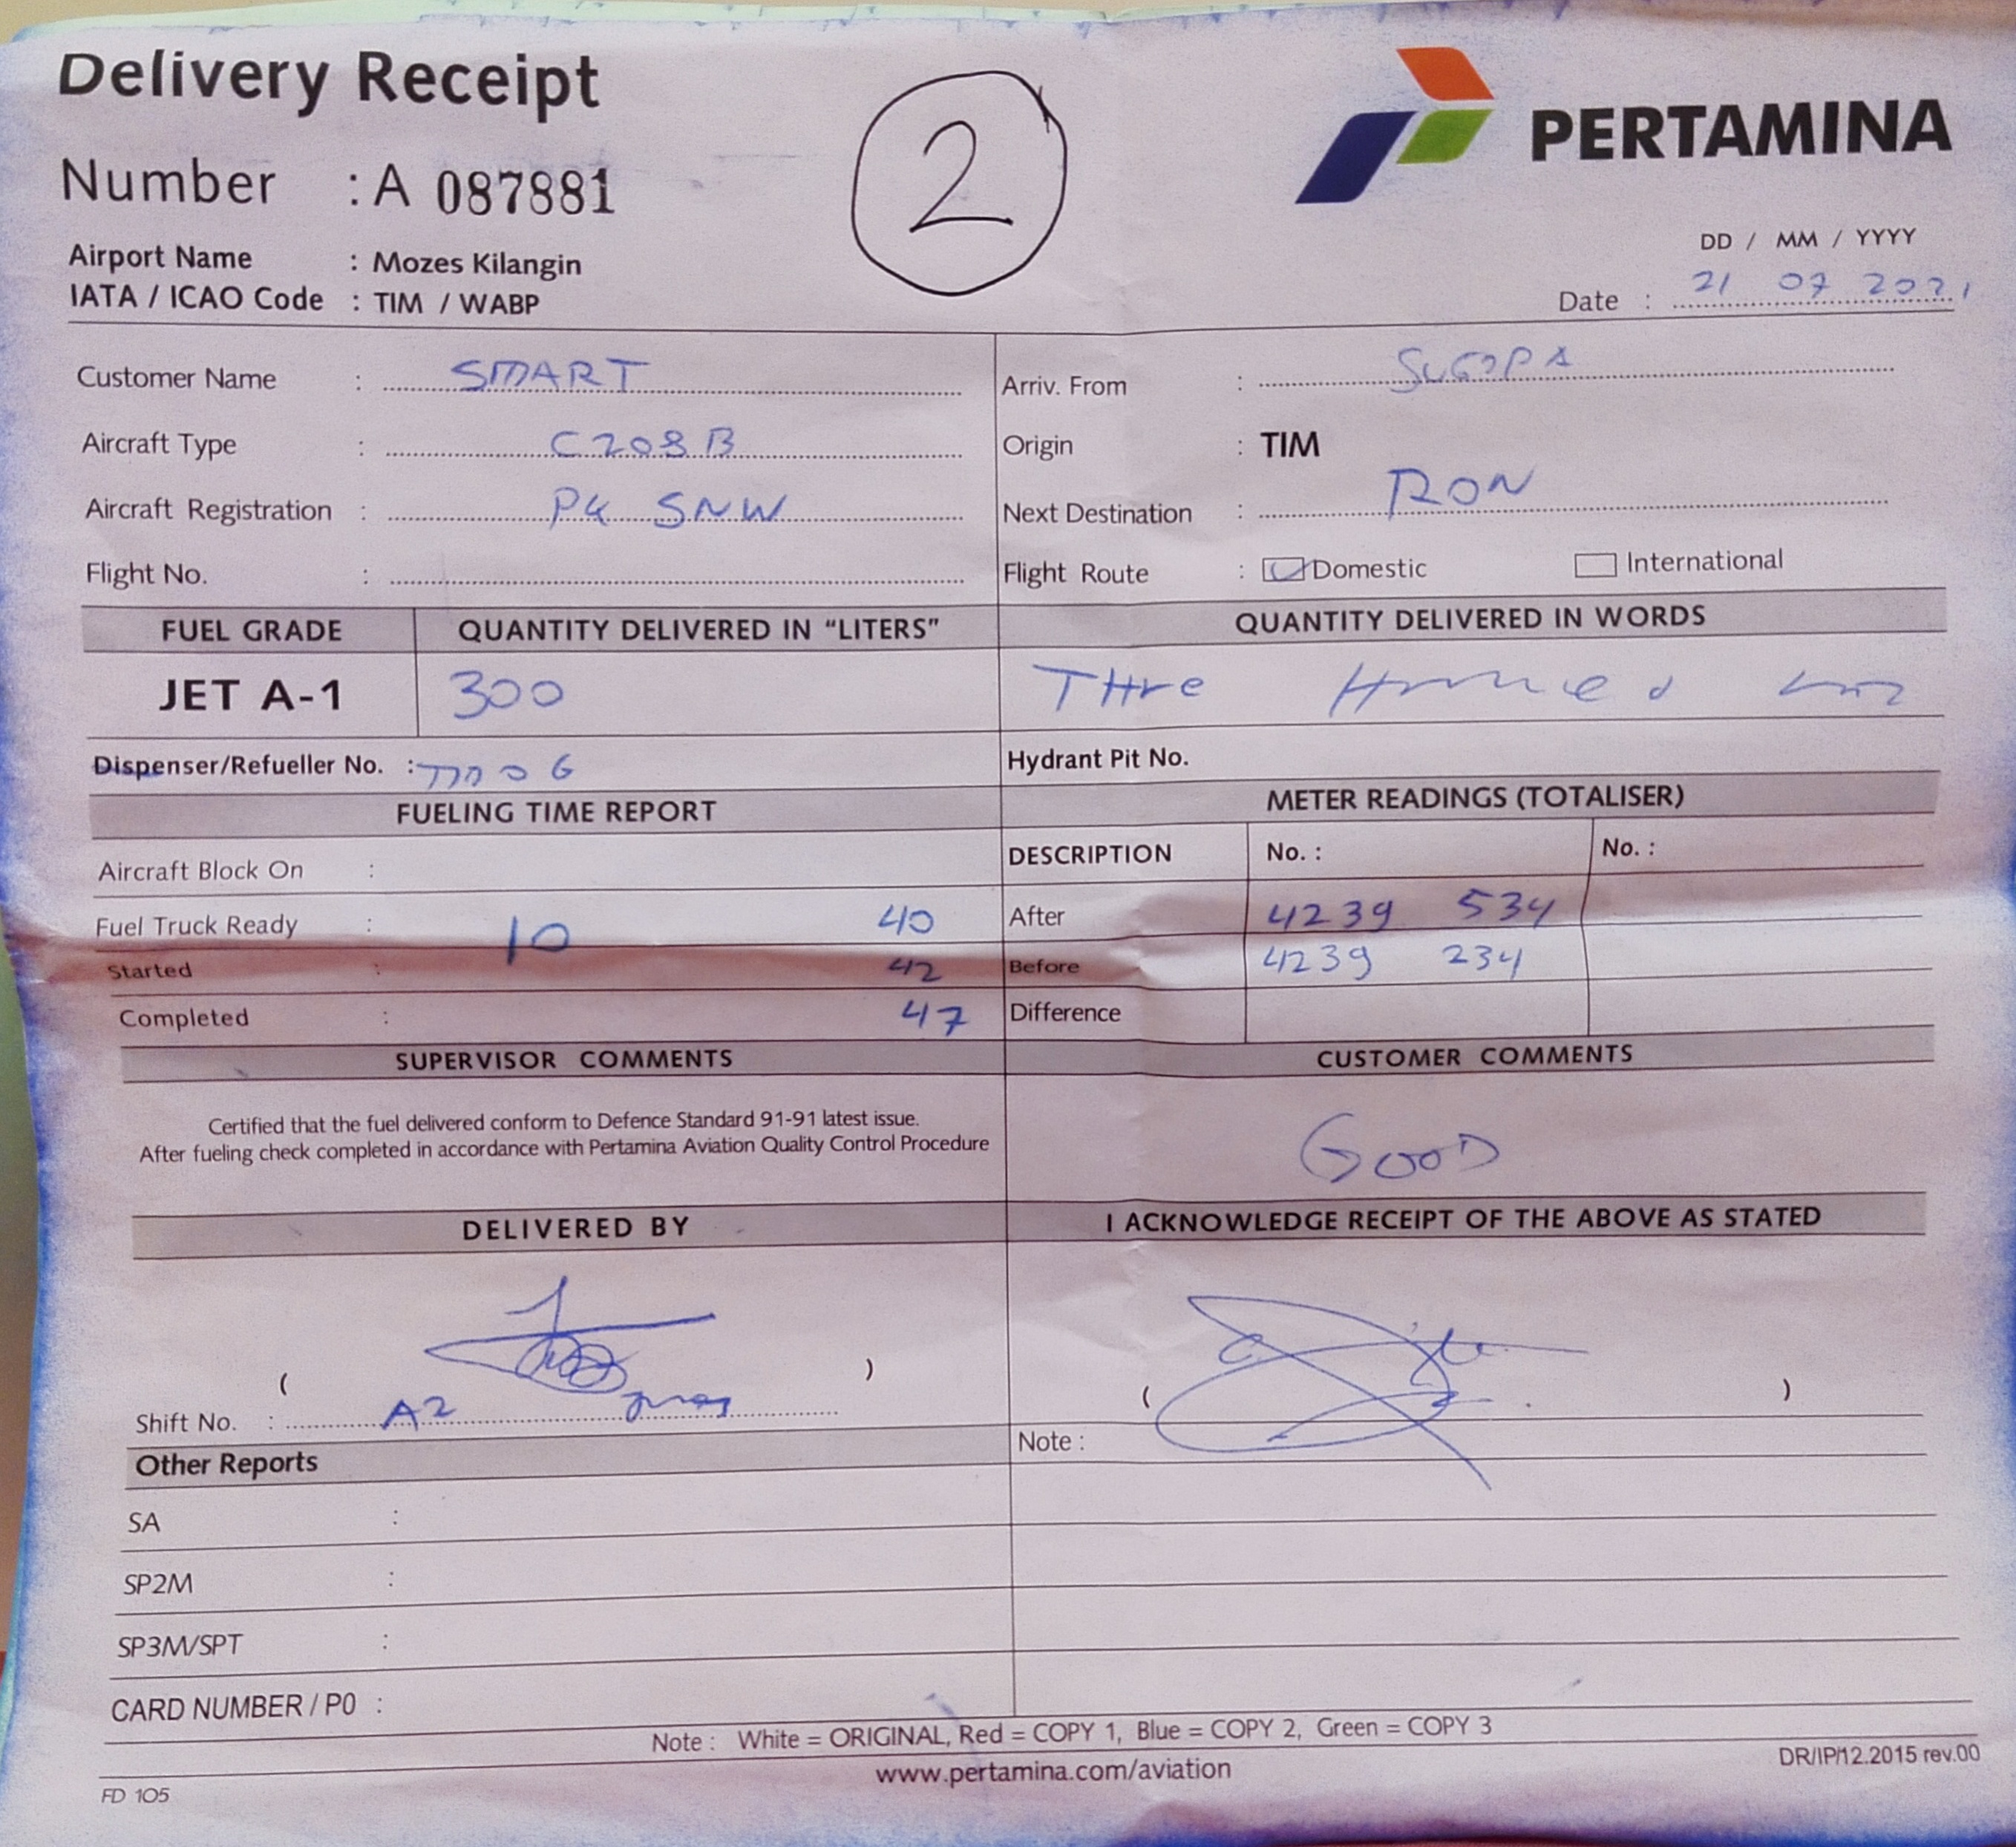 Delivery Receipt
2
PERTAMINA
Number : A 087881
Airport Name : Mozes Kilangin
IATA / ICAO Code : TIM / WABP
DD / MM / YYYY
Date : 21 07 2021
Customer Name : SMART
Arriv. From :
Aircraft Type : C208B
Origin : TIM
Aircraft Registration : PK SNW
Next Destination : RON
Flight No. :
Flight Route : Domestic International
FUEL GRADE QUANTITY DELIVERED IN "LITERS" QUANTITY DELIVERED IN WORDS
JET A-1 300 THre
Dispenser/Refueller No. : Hydrant Pit No.
FUELING TIME REPORT METER READINGS (TOTALISER)
Aircraft Block On : DESCRIPTION No. : No. :
Fuel Truck Ready : 10 40 After 4239 534
Started : 42 Before 4239 234
Completed : 47 Difference
SUPERVISOR COMMENTS CUSTOMER COMMENTS
Certified that the fuel delivered conform to Defence Standard 91-91 latest issue.
After fueling check completed in accordance with Pertamina Aviation Quality Control Procedure
GOOD
DELIVERED BY I ACKNOWLEDGE RECEIPT OF THE ABOVE AS STATED
( ) ( )
Shift No. : A2
Note :
Other Reports
SA :
SP2M :
SP3M/SPT :
CARD NUMBER / P0 :
Note : White = ORIGINAL, Red = COPY 1, Blue = COPY 2, Green = COPY 3
www.pertamina.com/aviation
DR/IP/12.2015 rev.00
FD 105